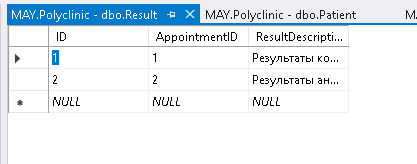 MAY.Polyclinic - dbo.Result MAY.Polyclinic - dbo.Patient MA
ID AppointmentID ResultDescripti...
1 1 Результаты ко...
2 2 Результаты ан...
NULL NULL NULL